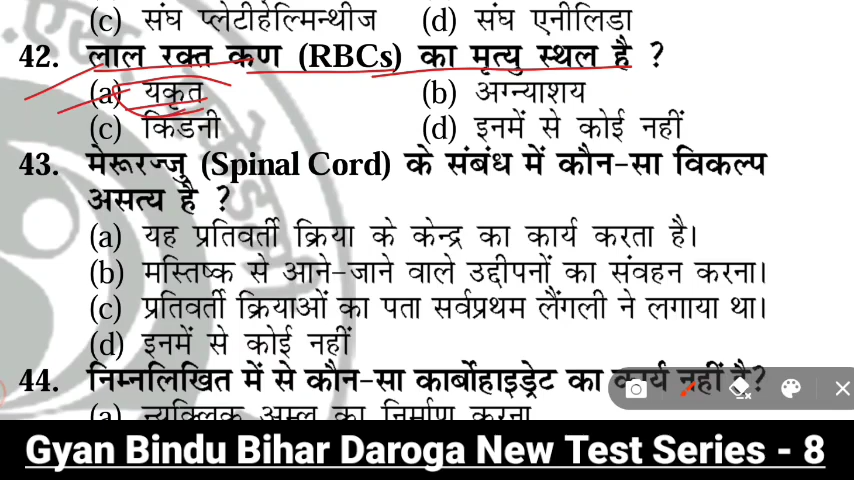 (c) संघ प्लेटीहेल्मिन्थीज (d) संघ एनीलिडा
42. लाल रक्त कण (RBCs) का मृत्यु स्थल है ?
(a) यकृत (b) अग्न्याशय
(c) किडनी (d) इनमें से कोई नहीं
43. मेरूरज्जु (Spinal Cord) के संबंध में कौन-सा विकल्प
असत्य है ?
(a) यह प्रतिवर्ती क्रिया के केन्द्र का कार्य करता है।
(b) मस्तिष्क से आने-जाने वाले उद्दीपनों का संवहन करना।
(c) प्रतिवर्ती क्रियाओं का पता सर्वप्रथम लैंगली ने लगाया था।
(d) इनमें से कोई नहीं
44. निम्नलिखित में से कौन-सा कार्बोहाइड्रेट का कार्य नहीं है?
(a) न्यूक्लिक अम्ल का निर्माण करना
Gyan Bindu Bihar Daroga New Test Series - 8